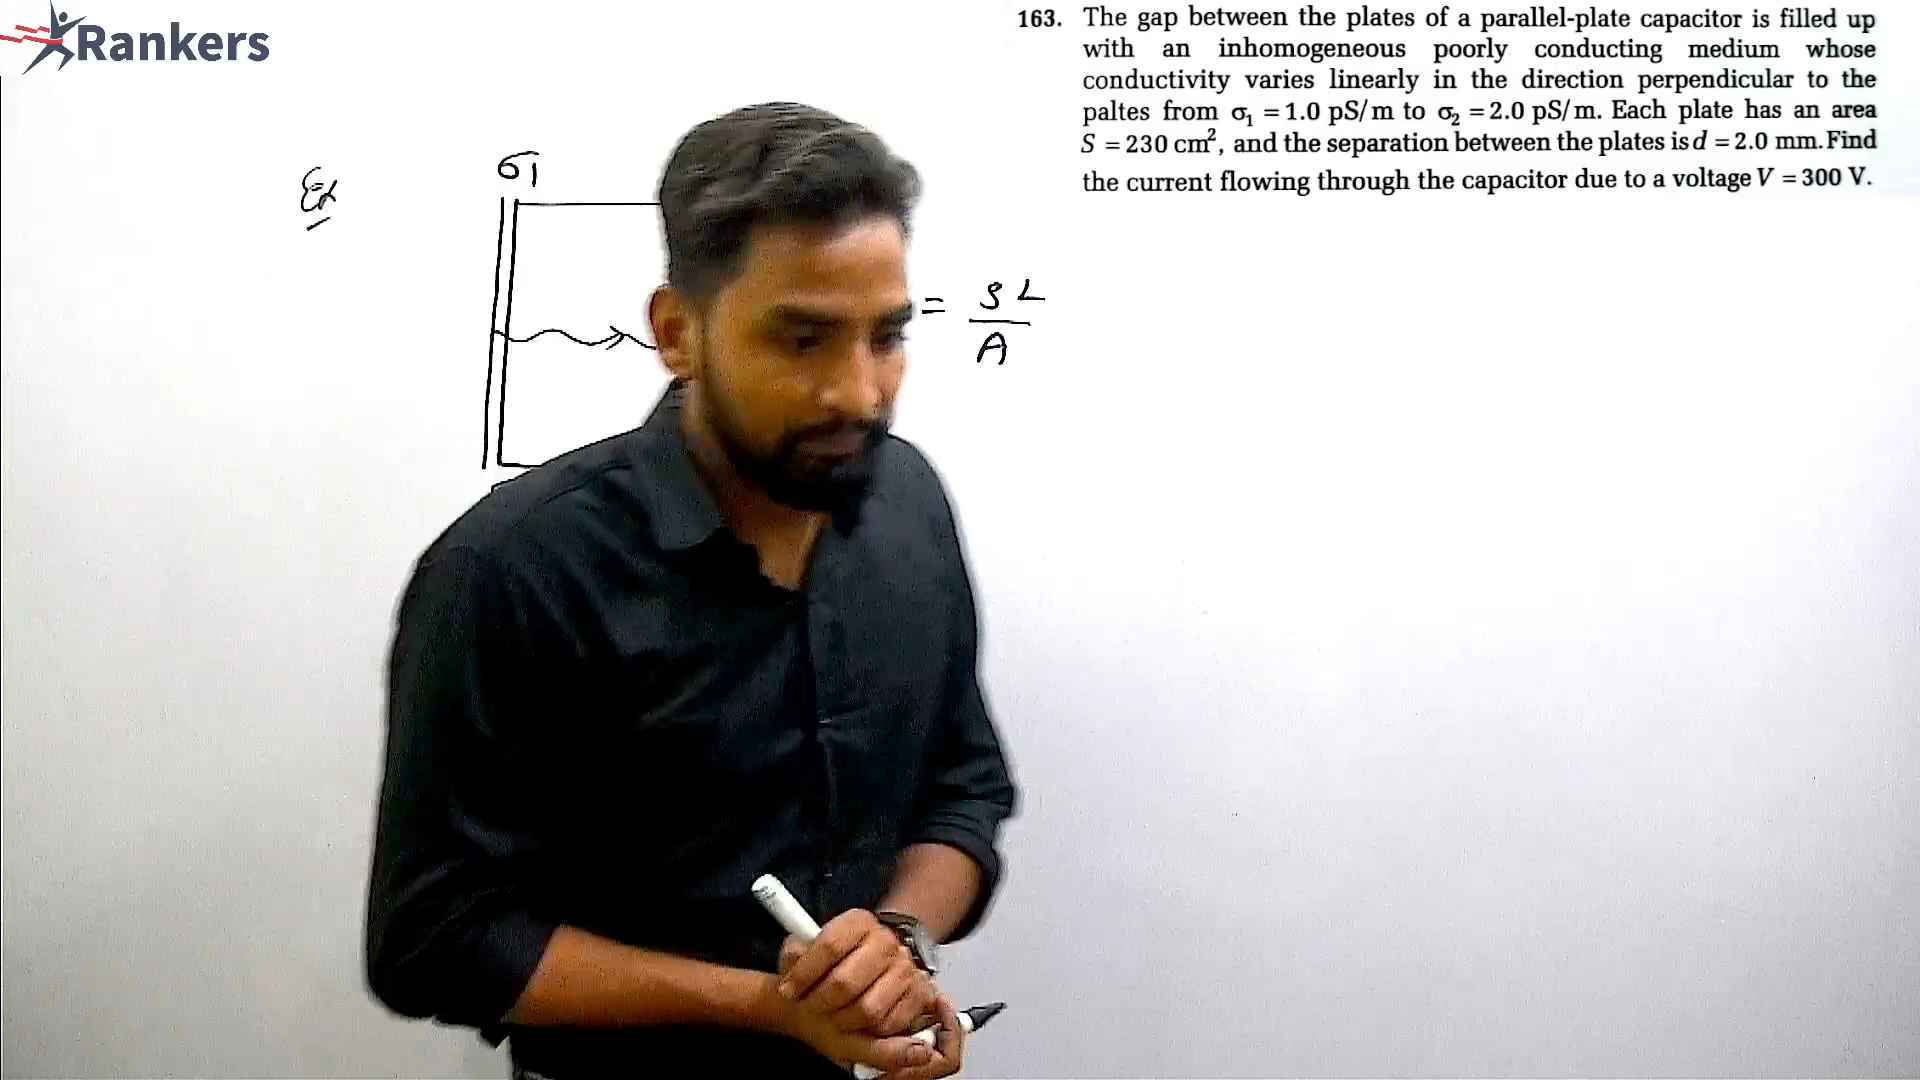 Rankers
163. The gap between the plates of a parallel-plate capacitor is filled up
with an inhomogeneous poorly conducting medium whose
conductivity varies linearly in the direction perpendicular to the
paltes from σ₁ = 1.0 pS/m to σ₂ = 2.0 pS/m. Each plate has an area
S = 230 cm², and the separation between the plates is d = 2.0 mm. Find
the current flowing through the capacitor due to a voltage V = 300 V.
σ1
= ρL
A